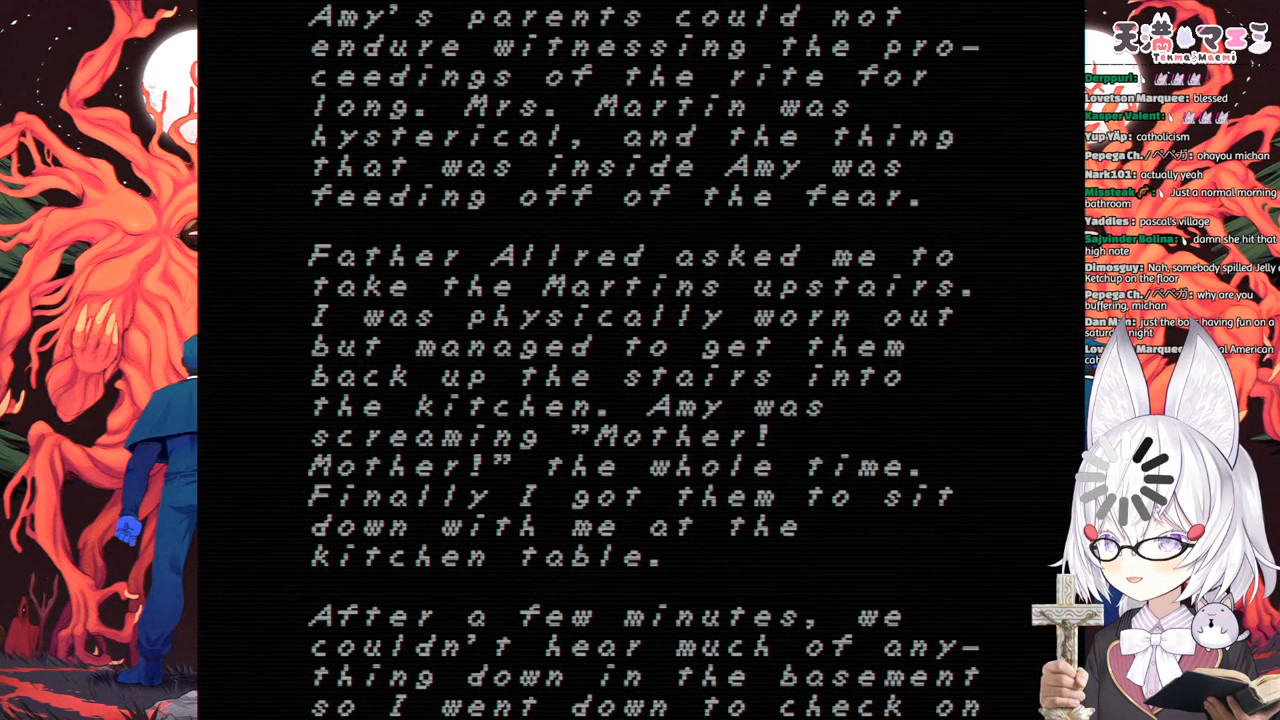 Amy's parents could not
endure witnessing the pro-
ceedings of the rite for
long. Mrs. Martin was
hysterical, and the thing
that was inside Amy was
feeding off of the fear.
Father Allred asked me to
take the Martins upstairs.
I was physically worn out
but managed to get them
back up the stairs into
the kitchen. Amy was
screaming "Mother!
Mother!" the whole time.
Finally I got them to sit
down with me at the
kitchen table.
After a few minutes, we
couldn't hear much of any-
thing down in the basement
so I went down to check on
天満マエミ
Tenma Maemi
Derppuri:
Lovetson Marquee: blessed
Kasper Valent:
Yup YÄp: catholicism
Pepega Ch. / ペペガ: ohayou michan
Nark101: actually yeah
Missteak: Just a normal morning
bathroom
Yaddles: pascal's village
Sajvinder Bolina: damn she hit that
high note
Dimosguy: Nah, somebody spilled Jelly
Ketchup on the floor
Pepega Ch. / ペペガ: why are you
buffering, michan
Dan: just the having fun on a
night
American